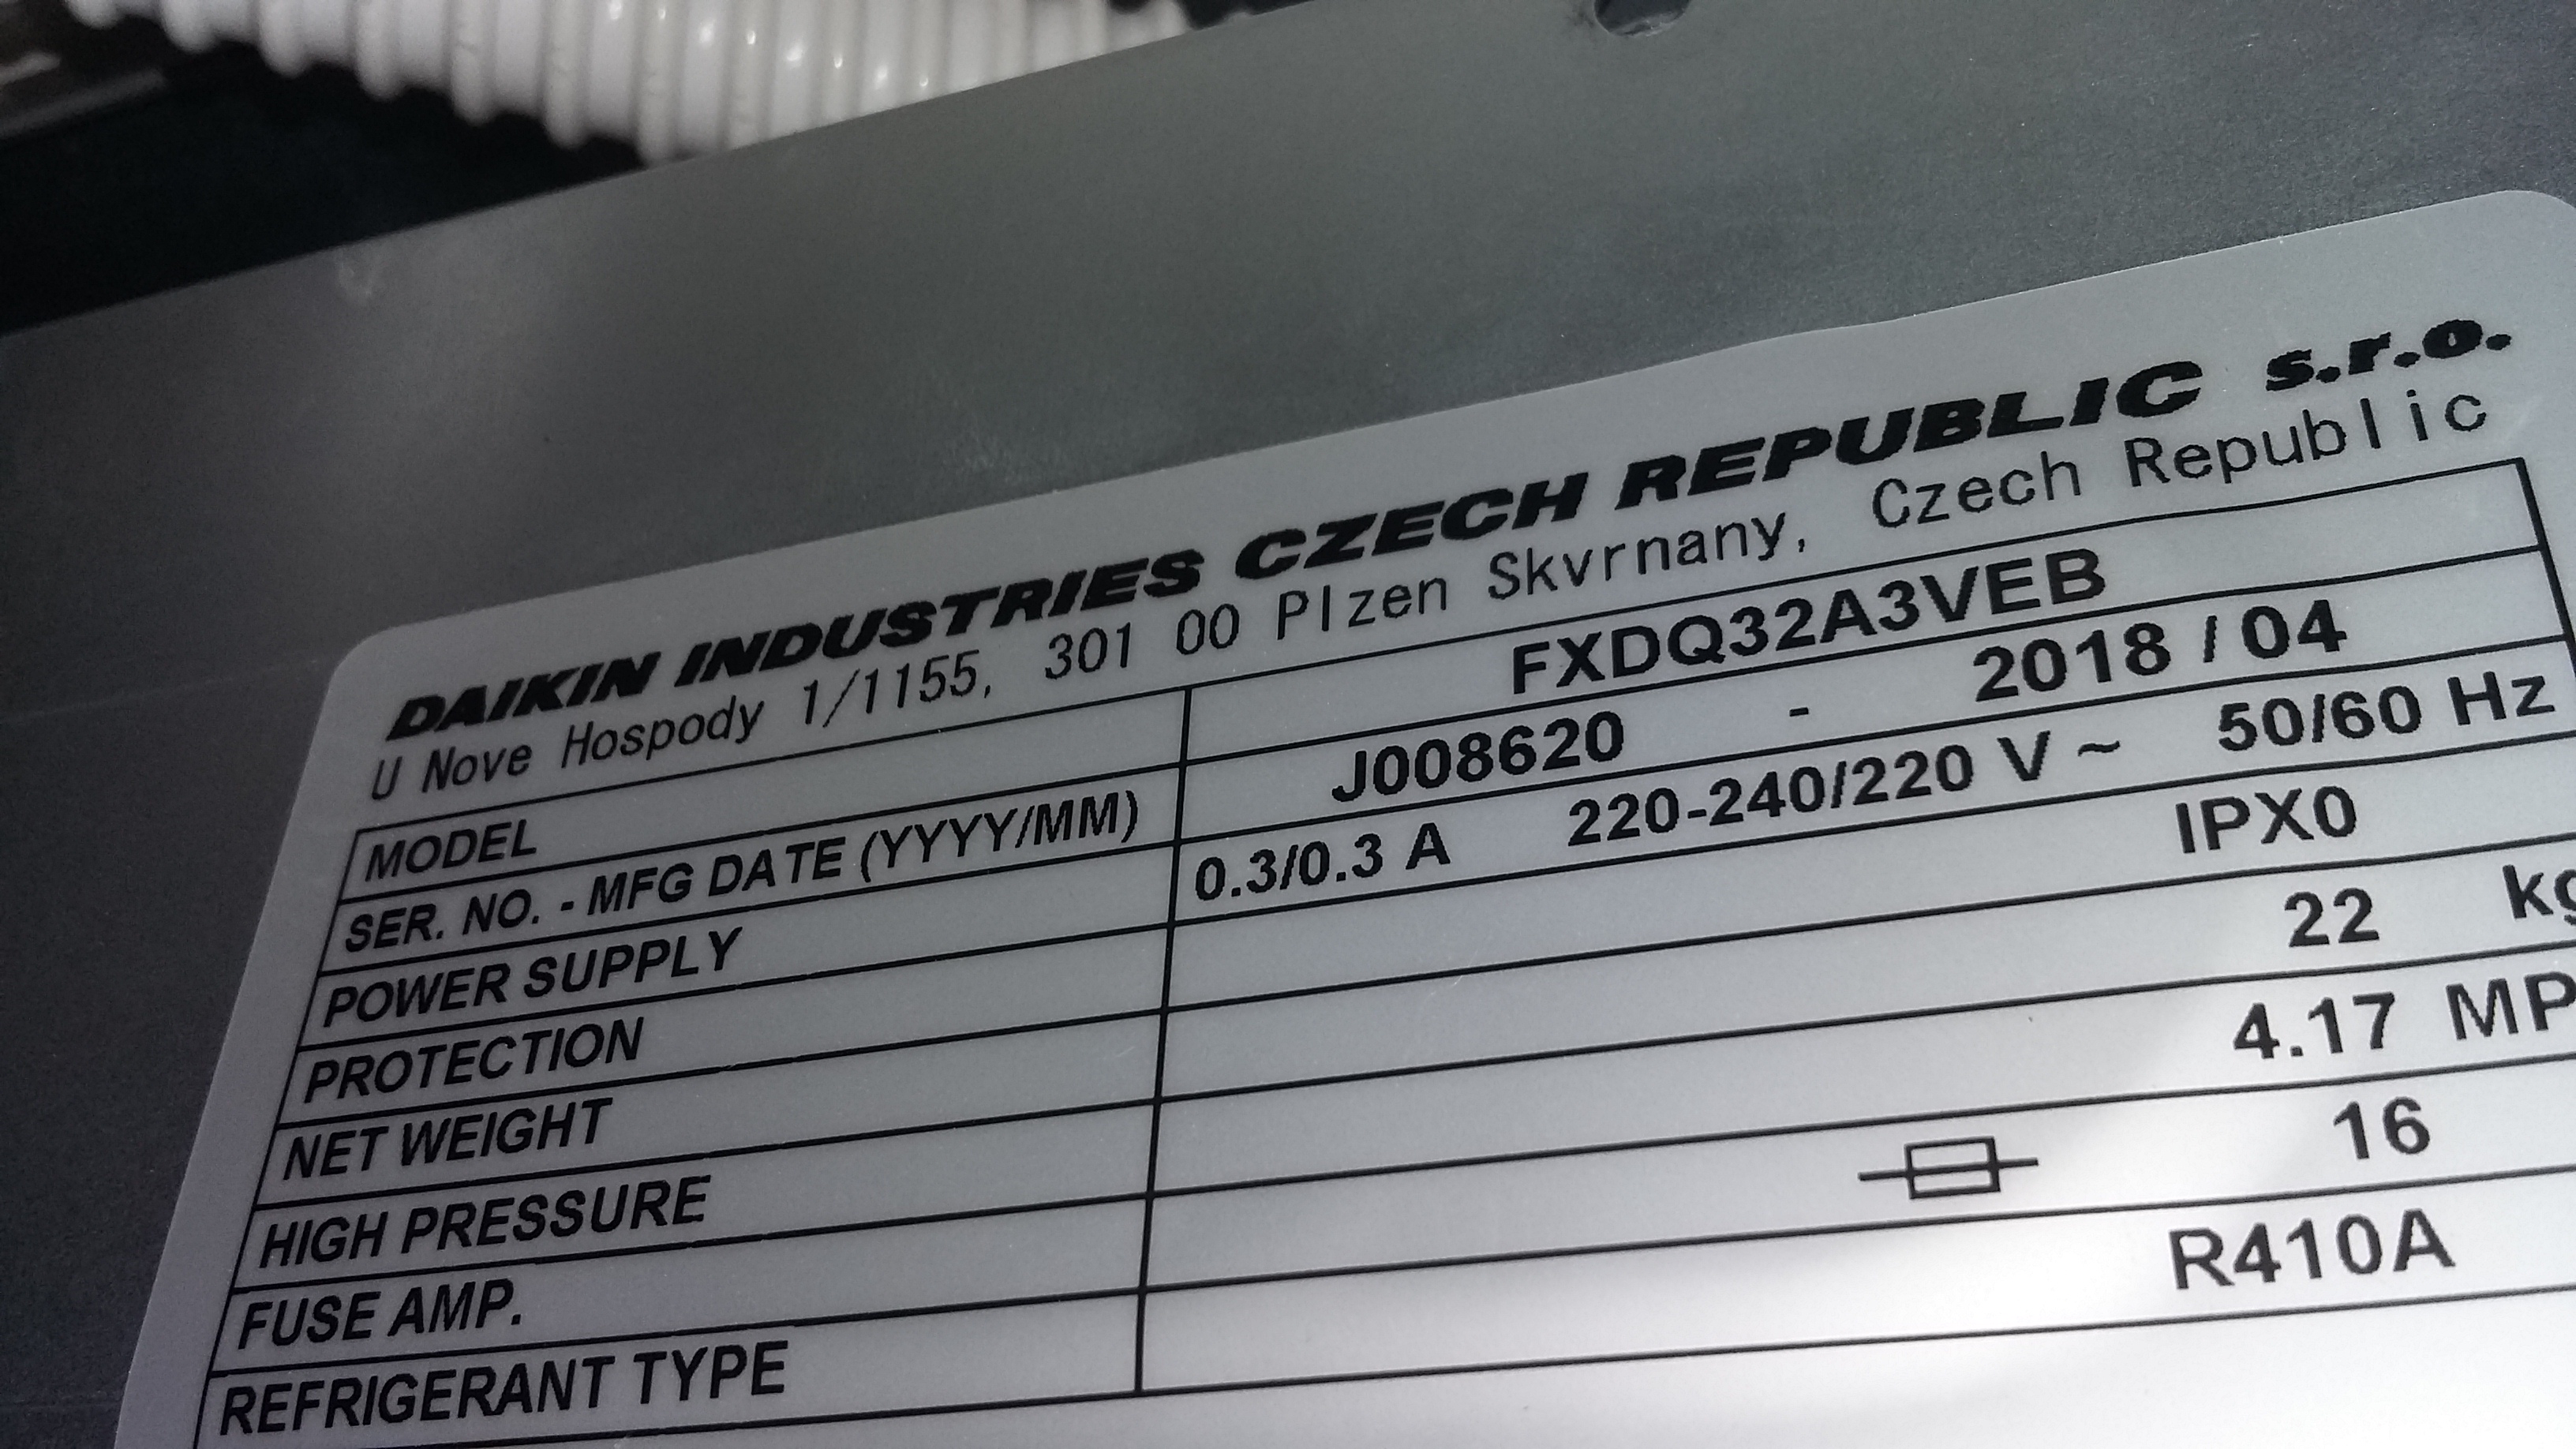 DAIKIN INDUSTRIES CZECH REPUBLIC s.r.o.
U Nove Hospody 1/1155, 301 00 Plzen Skvrnany, Czech Republic
MODEL FXDQ32A3VEB
SER. NO. - MFG DATE (YYYY/MM) J008620 - 2018 / 04
POWER SUPPLY 0.3/0.3 A 220-240/220 V ~ 50/60 Hz
PROTECTION IPX0
NET WEIGHT 22 kg
HIGH PRESSURE 4.17 MP
FUSE AMP. 16
REFRIGERANT TYPE R410A